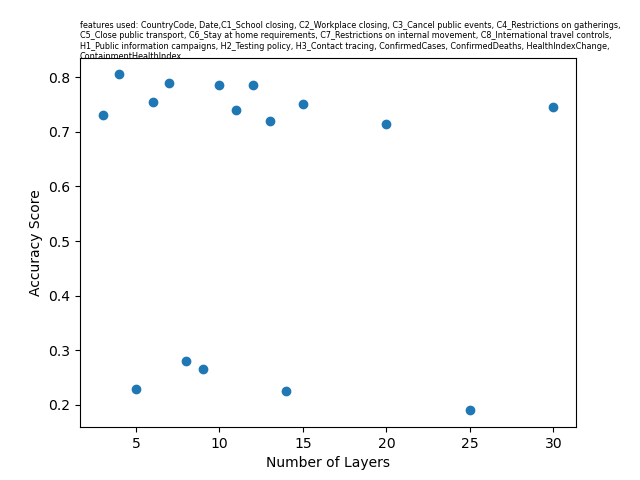 features used: CountryCode, Date,C1_School closing, C2_Workplace closing, C3_Cancel public events, C4_Restrictions on gatherings,
C5_Close public transport, C6_Stay at home requirements, C7_Restrictions on internal movement, C8_International travel controls,
H1_Public information campaigns, H2_Testing policy, H3_Contact tracing, ConfirmedCases, ConfirmedDeaths, HealthIndexChange,
ContainmentHealthIndex
0.8
0.7
0.6
0.5
0.4
0.3
0.2
Accuracy Score
5 10 15 20 25 30
Number of Layers